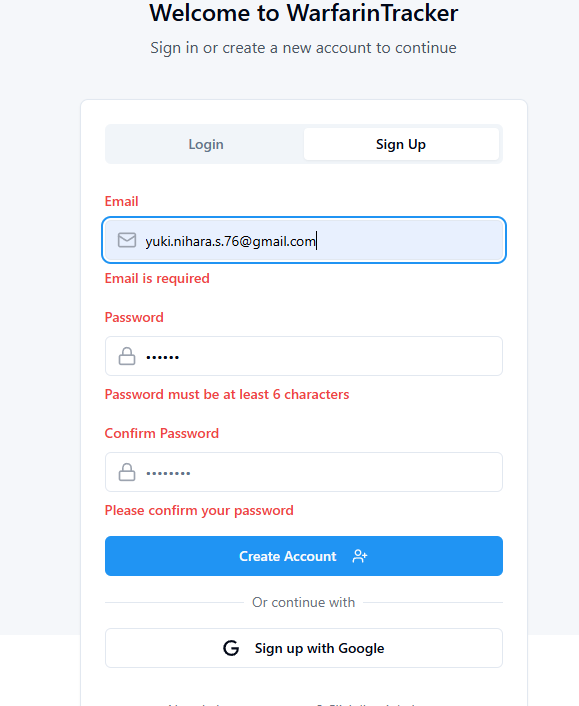 Welcome to WarfarinTracker
Sign in or create a new account to continue
Login
Sign Up
Email
yuki.nihara.s.76@gmail.com
Email is required
Password
••••••
Password must be at least 6 characters
Confirm Password
••••••••
Please confirm your password
Create Account
Or continue with
G
Sign up with Google